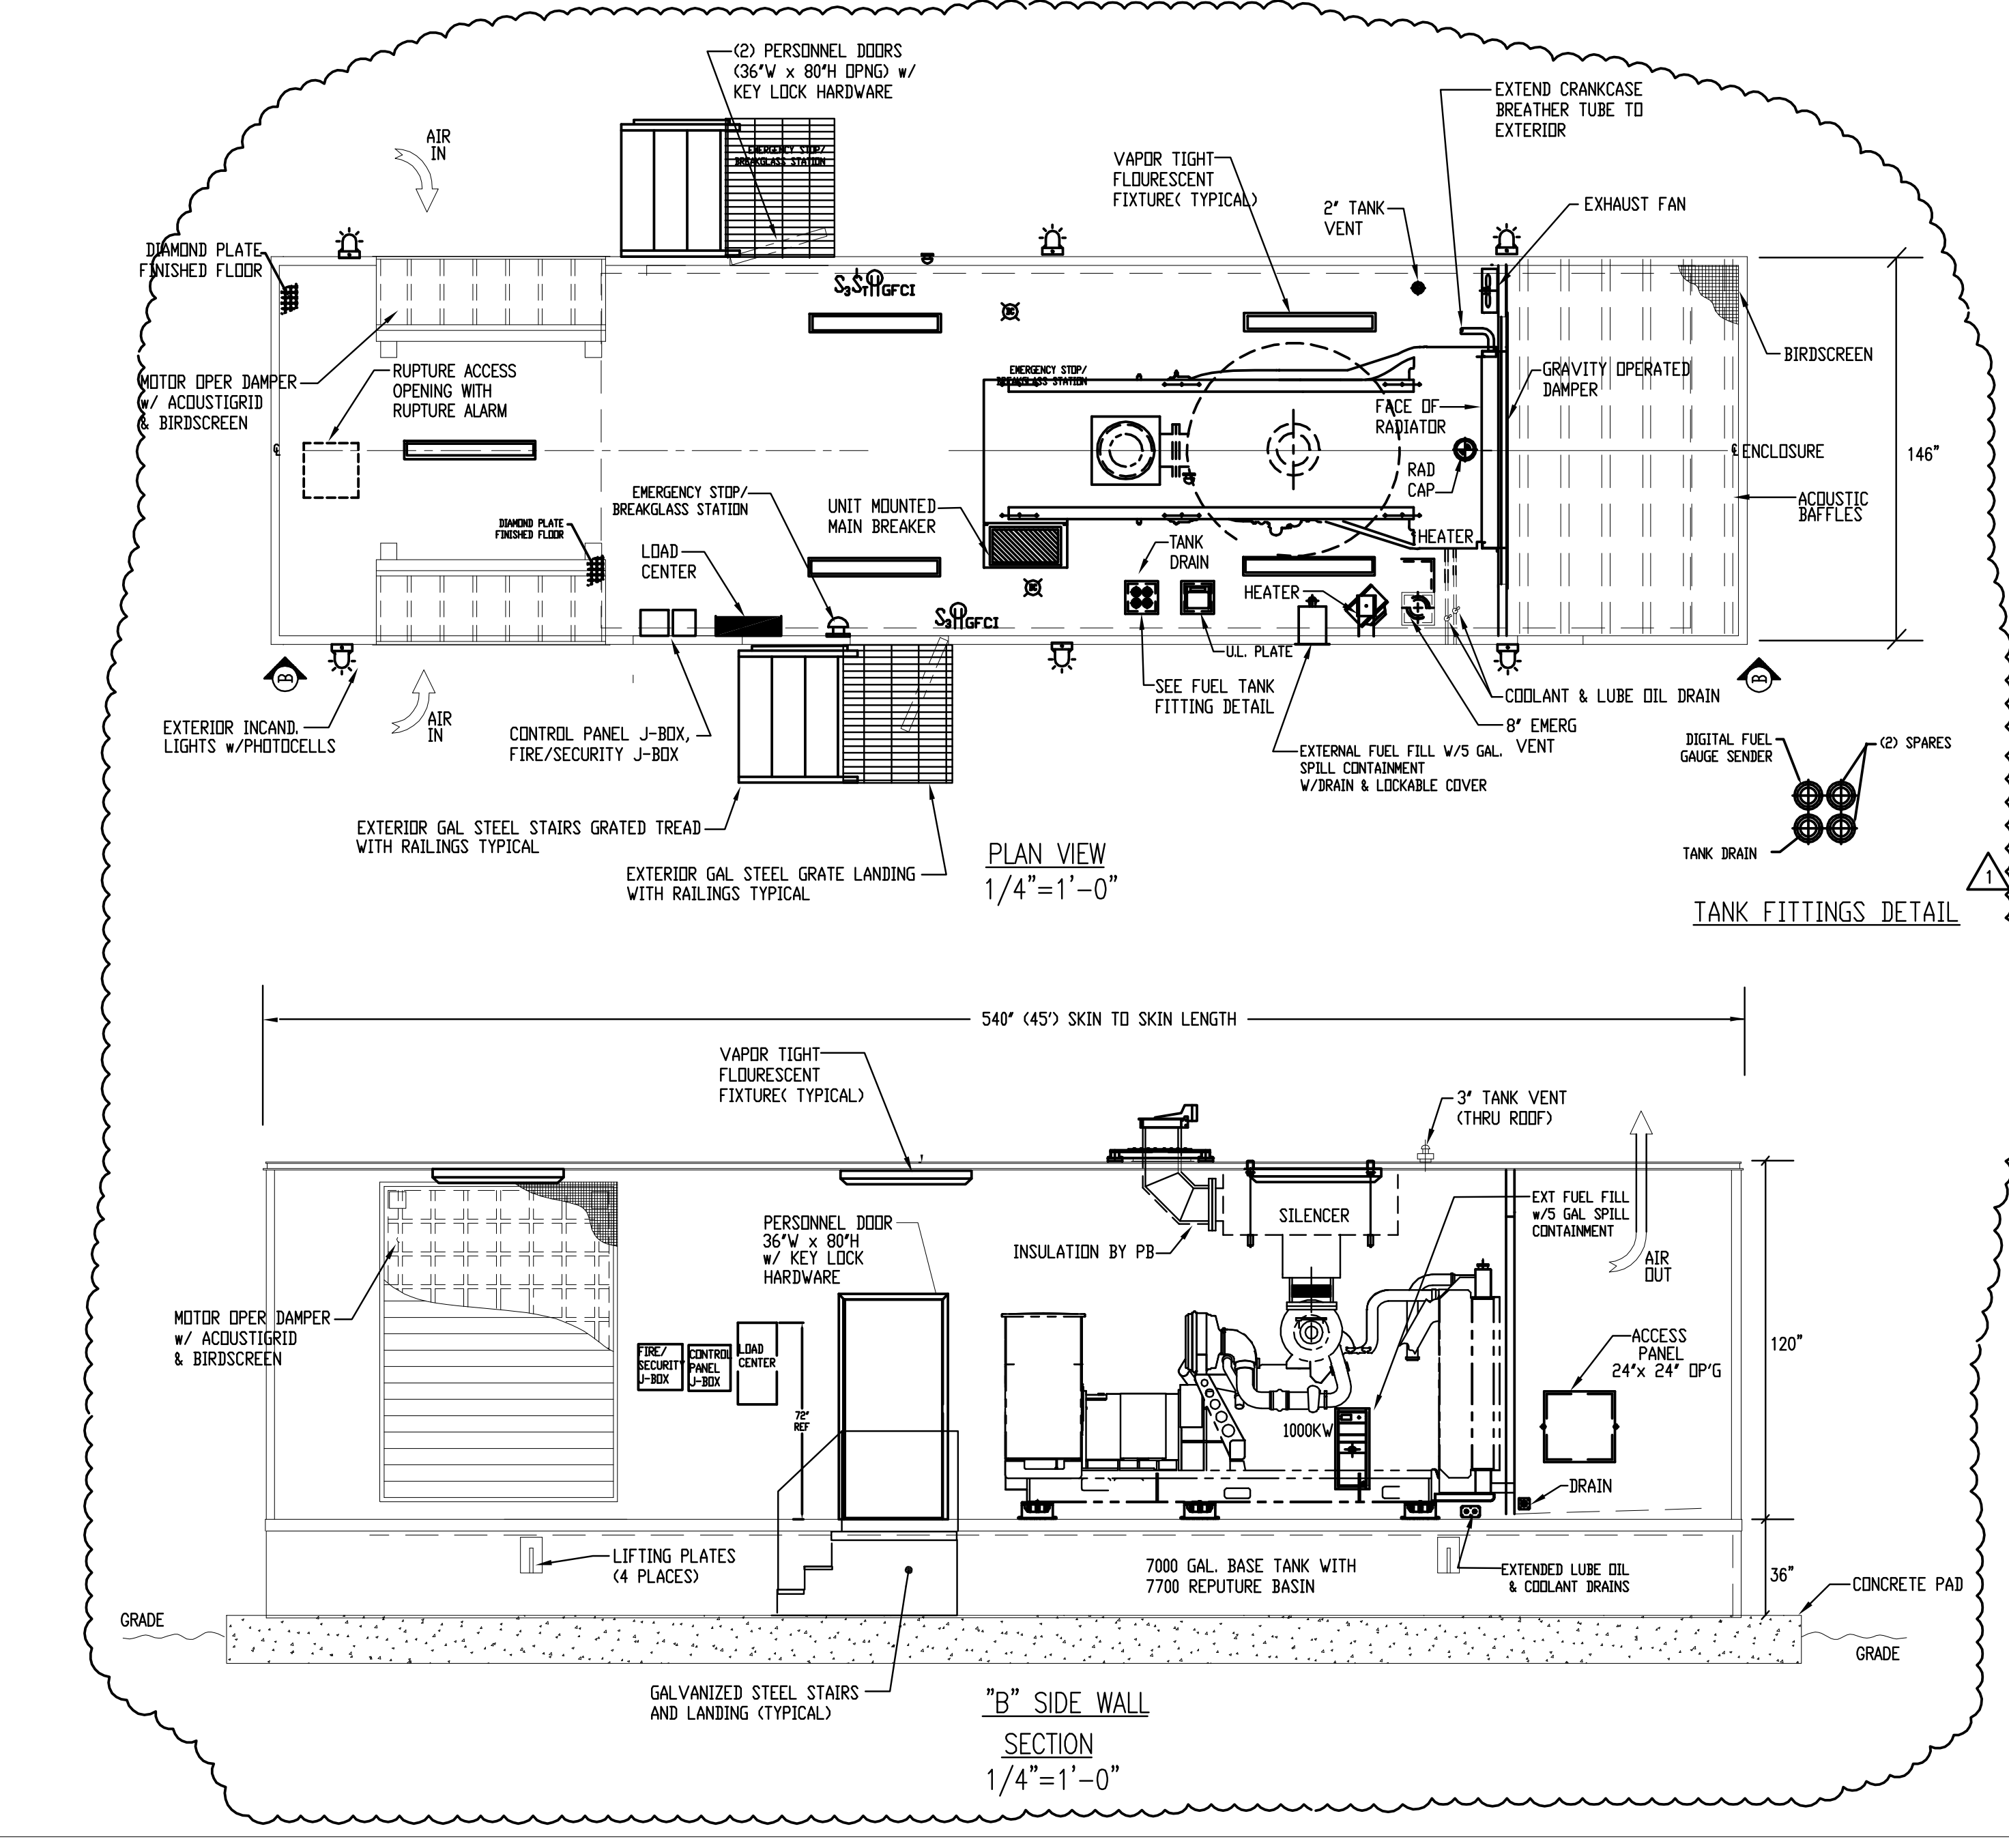 (2) PERSONNEL DOORS
(36"W x 80"H OPNG) w/
KEY LOCK HARDWARE
EXTEND CRANKCASE
BREATHER TUBE TO
EXTERIOR
AIR
IN
EMERGENCY STOP/
BREAKGLASS STATION
VAPOR TIGHT
FLOURESCENT
FIXTURE( TYPICAL)
2" TANK
VENT
EXHAUST FAN
DIAMOND PLATE
FINISHED FLOOR
GFCI
MOTOR OPER DAMPER
w/ ACOUSTIGRID
& BIRDSCREEN
RUPTURE ACCESS
OPENING WITH
RUPTURE ALARM
EMERGENCY STOP/
BREAKGLASS STATION
BIRDSCREEN
GRAVITY OPERATED
DAMPER
FACE OF
RADIATOR
RAD
CAP
ENCLOSURE
146"
ACOUSTIC
BAFFLES
EMERGENCY STOP/
BREAKGLASS STATION
UNIT MOUNTED
MAIN BREAKER
DIAMOND PLATE
FINISHED FLOOR
LOAD
CENTER
TANK
DRAIN
HEATER
HEATER
GFCI
U.L. PLATE
B
B
SEE FUEL TANK
FITTING DETAIL
COOLANT & LUBE OIL DRAIN
8" EMERG
VENT
EXTERIOR INCAND.
LIGHTS w/PHOTOCELLS
AIR
IN
CONTROL PANEL J-BOX,
FIRE/SECURITY J-BOX
EXTERNAL FUEL FILL W/5 GAL.
SPILL CONTAINMENT
W/DRAIN & LOCKABLE COVER
DIGITAL FUEL
GAUGE SENDER
(2) SPARES
TANK DRAIN
EXTERIOR GAL STEEL STAIRS GRATED TREAD
WITH RAILINGS TYPICAL
EXTERIOR GAL STEEL GRATE LANDING
WITH RAILINGS TYPICAL
PLAN VIEW
1/4"=1'-0"
1
TANK FITTINGS DETAIL
540" (45') SKIN TO SKIN LENGTH
VAPOR TIGHT
FLOURESCENT
FIXTURE( TYPICAL)
3" TANK VENT
(THRU ROOF)
PERSONNEL DOOR
36"W x 80"H
w/ KEY LOCK
HARDWARE
INSULATION BY PB
SILENCER
EXT FUEL FILL
w/5 GAL SPILL
CONTAINMENT
AIR
OUT
MOTOR OPER DAMPER
w/ ACOUSTIGRID
& BIRDSCREEN
FIRE/
SECURITY
J-BOX
CONTROL
PANEL
J-BOX
LOAD
CENTER
72"
REF
1000KW
ACCESS
PANEL
24"x 24" OP'G
120"
DRAIN
LIFTING PLATES
(4 PLACES)
7000 GAL. BASE TANK WITH
7700 REPUTURE BASIN
EXTENDED LUBE OIL
& COOLANT DRAINS
36"
CONCRETE PAD
GRADE
GRADE
GALVANIZED STEEL STAIRS
AND LANDING (TYPICAL)
"B" SIDE WALL
SECTION
1/4"=1'-0"